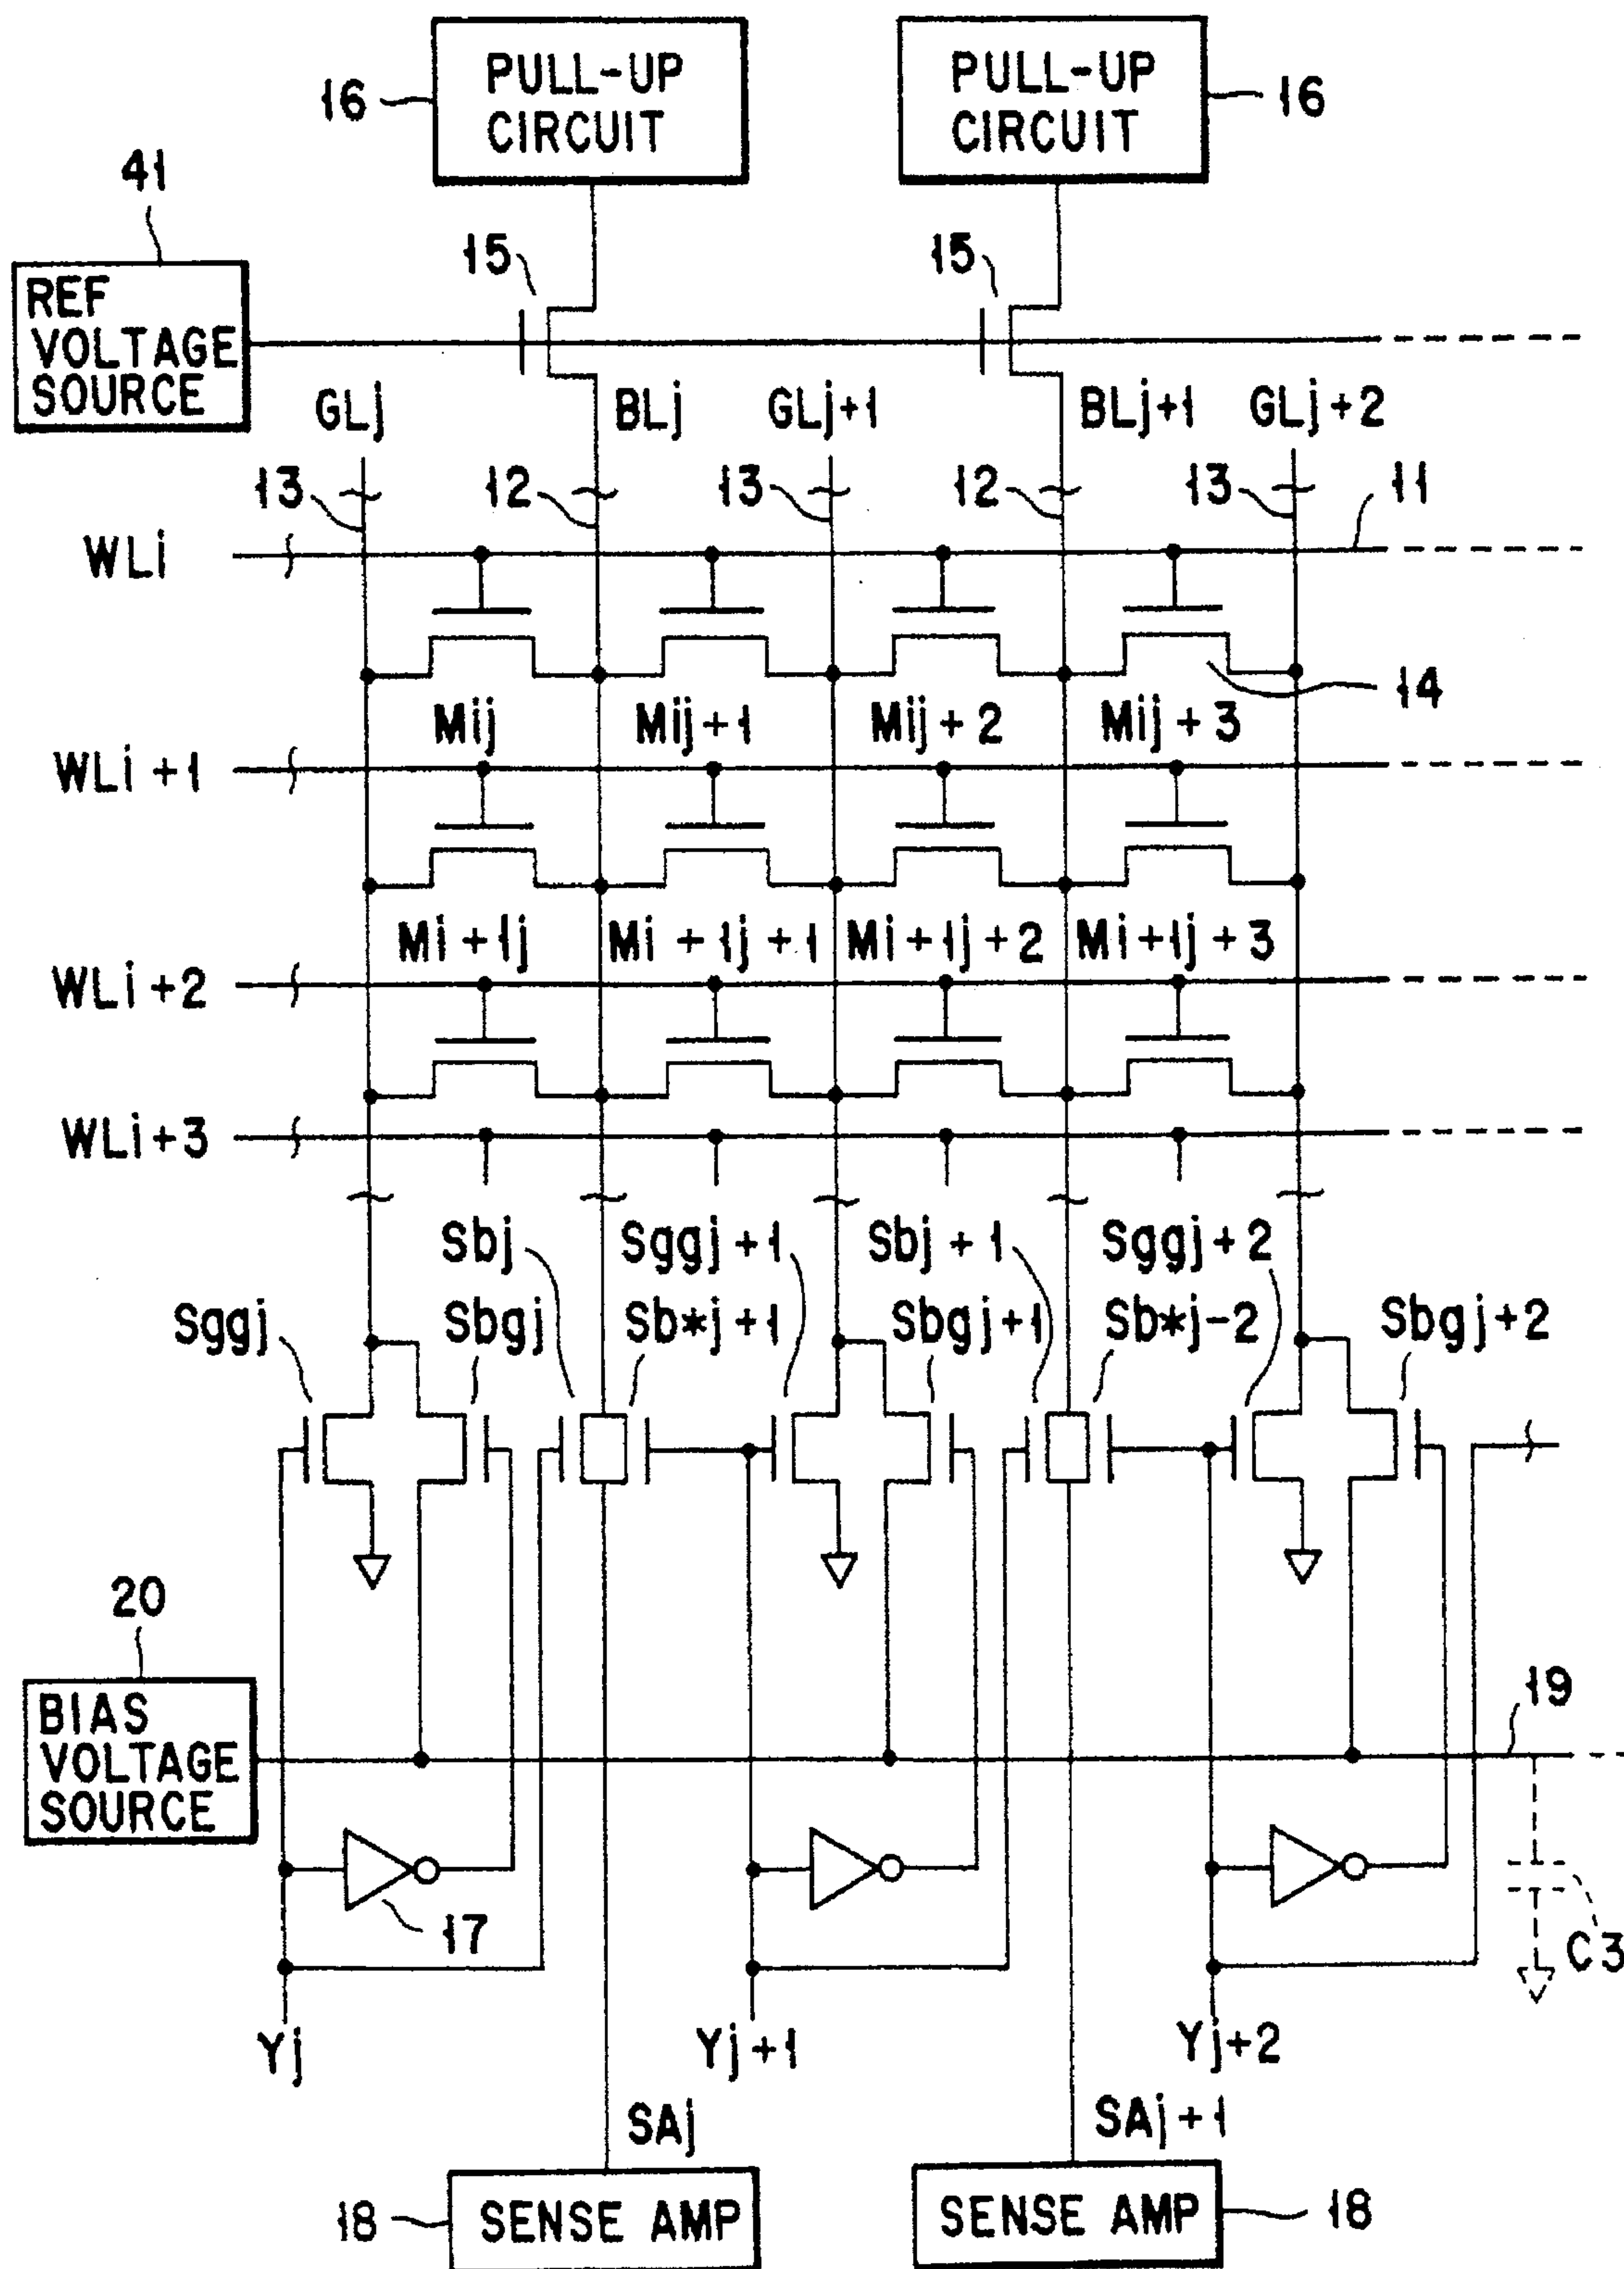 PULL-UP
CIRCUIT
PULL-UP
CIRCUIT
16
16
41
15
15
REF
VOLTAGE
SOURCE
GLj
BLj
GLj+1
BLj+1
GLj+2
13
12
13
12
13
11
WLi
14
Mij
Mij+1
Mij+2
Mij+3
WLi+1
Mi+1j
Mi+1j+1
Mi+1j+2
Mi+1j+3
WLi+2
WLi+3
Sbj
Sggj+1
Sbj+1
Sggj+2
Sggj
Sbgj
Sb*j+1
Sbgj+1
Sb*j-2
Sbgj+2
20
19
BIAS
VOLTAGE
SOURCE
17
C3
Yj
Yj+1
Yj+2
SAj
SAj+1
18
SENSE AMP
SENSE AMP
18